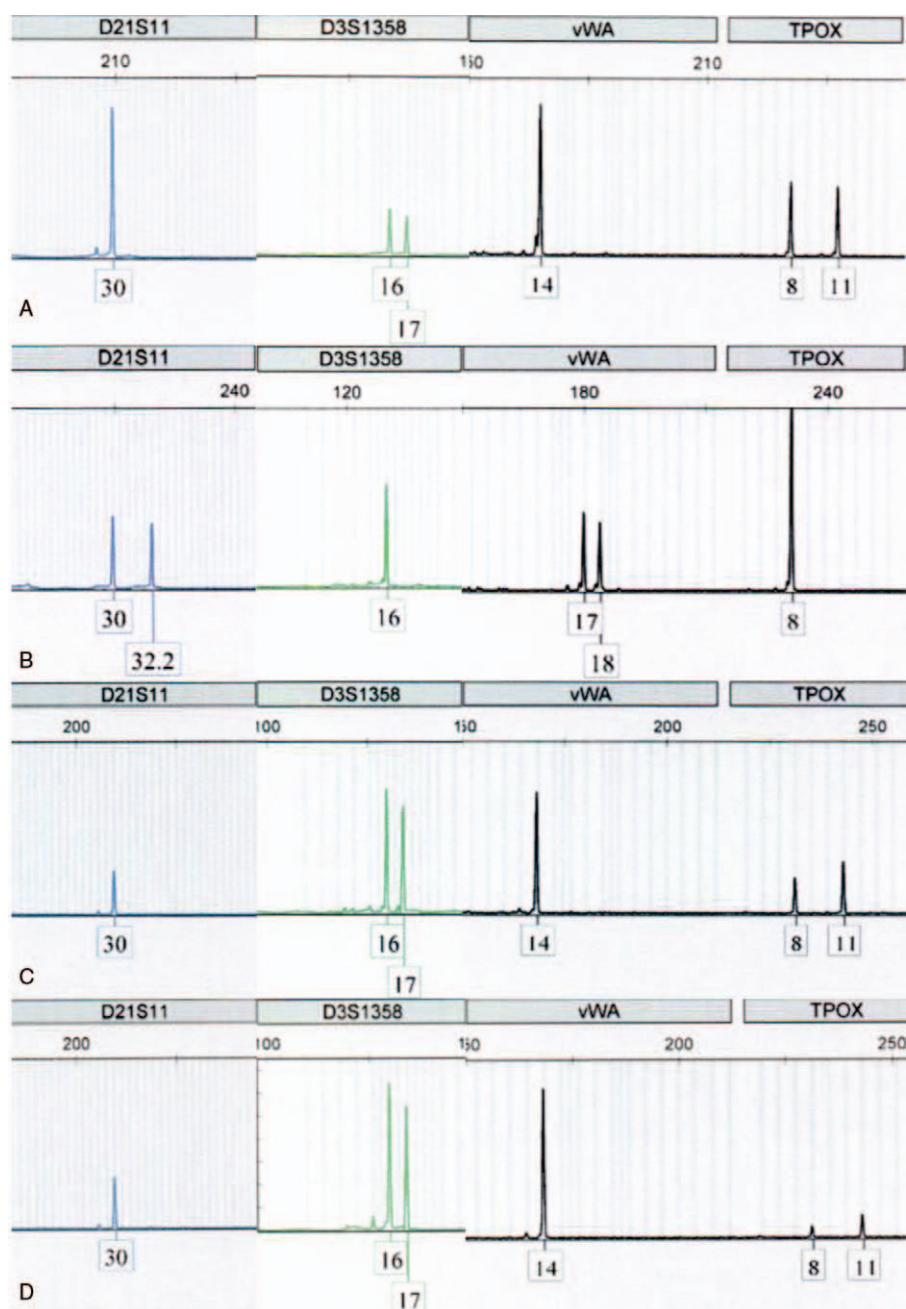 D21S11 D3S1358 vWA TPOX
210 150 210
30 16 14 8 11
A 17
D21S11 D3S1358 vWA TPOX
240 120 180 240
30 16 17 8
B 32.2 18
D21S11 D3S1358 vWA TPOX
200 100 150 200 250
30 16 14 8 11
C 17
D21S11 D3S1358 vWA TPOX
200 100 150 200 250
30 16 14 8 11
D 17